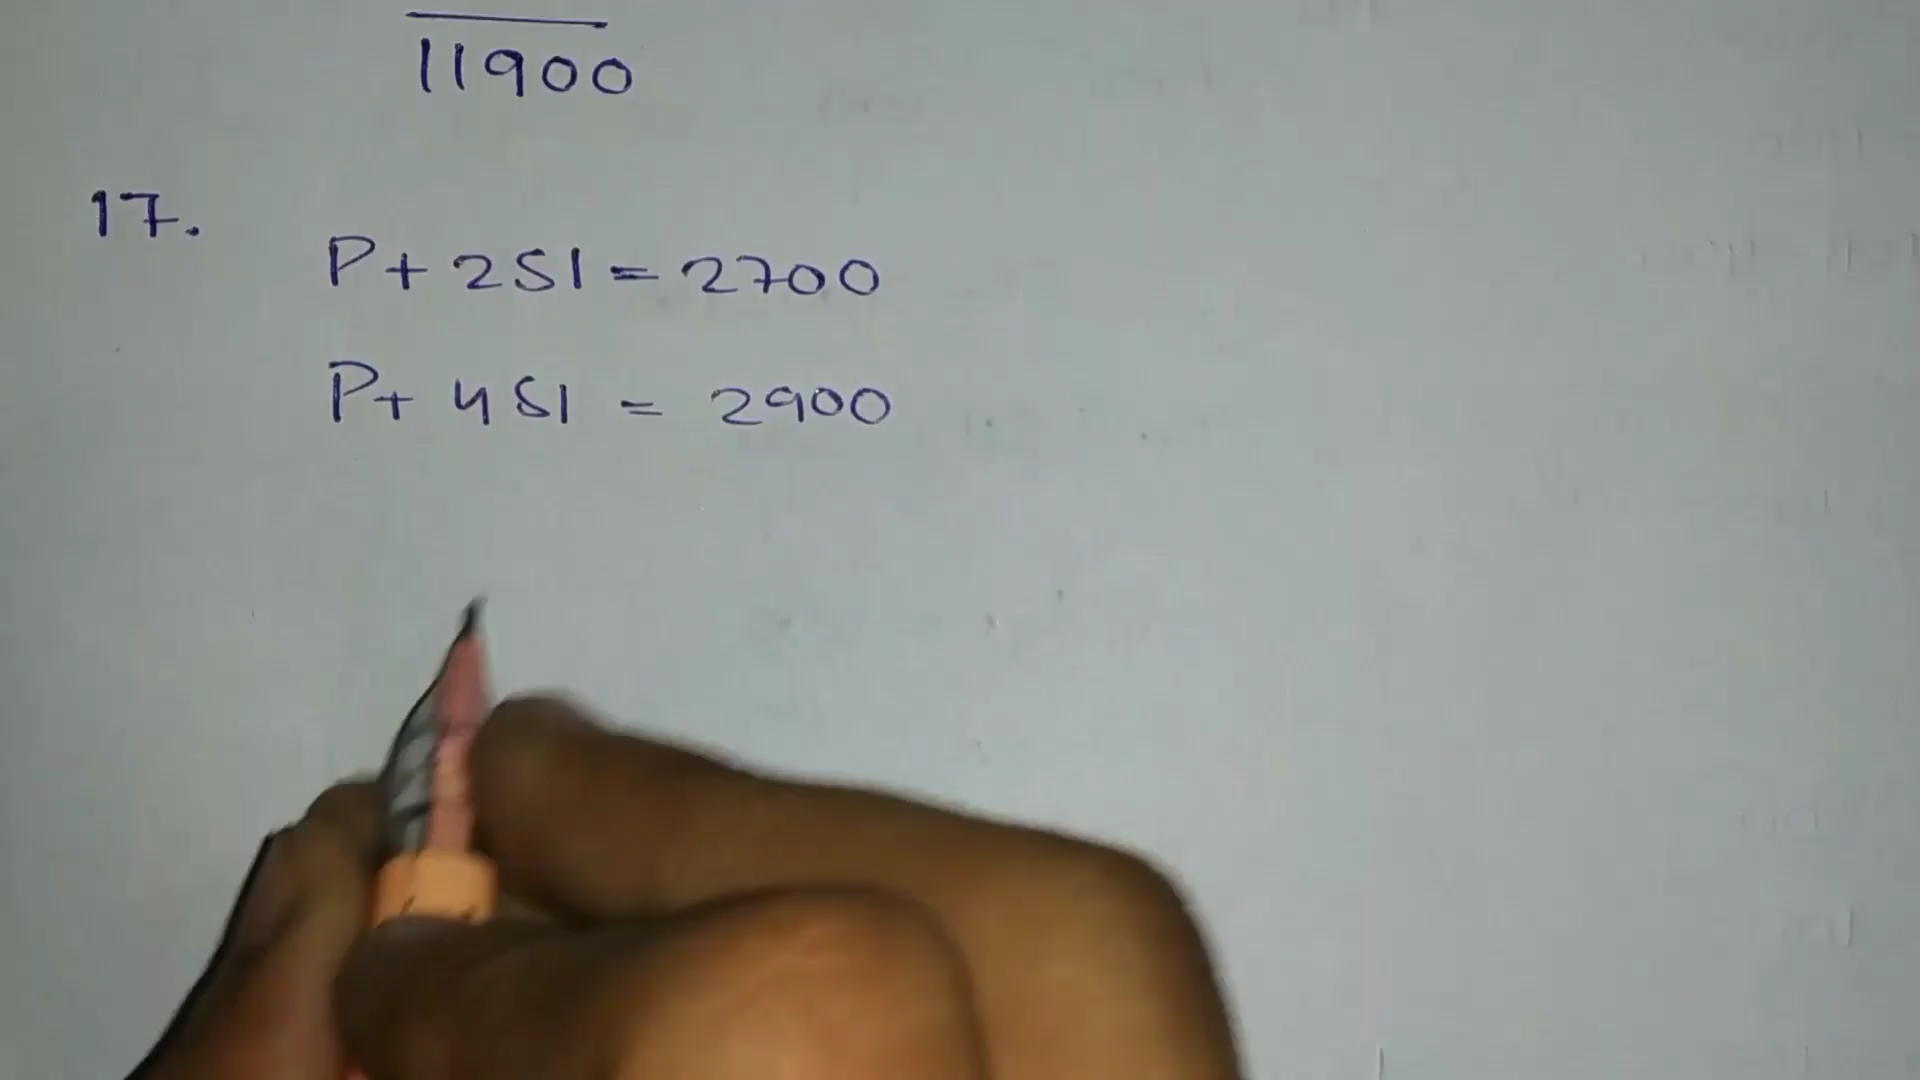 11900
17.
P + 2SI = 2700
P + 4SI = 2900